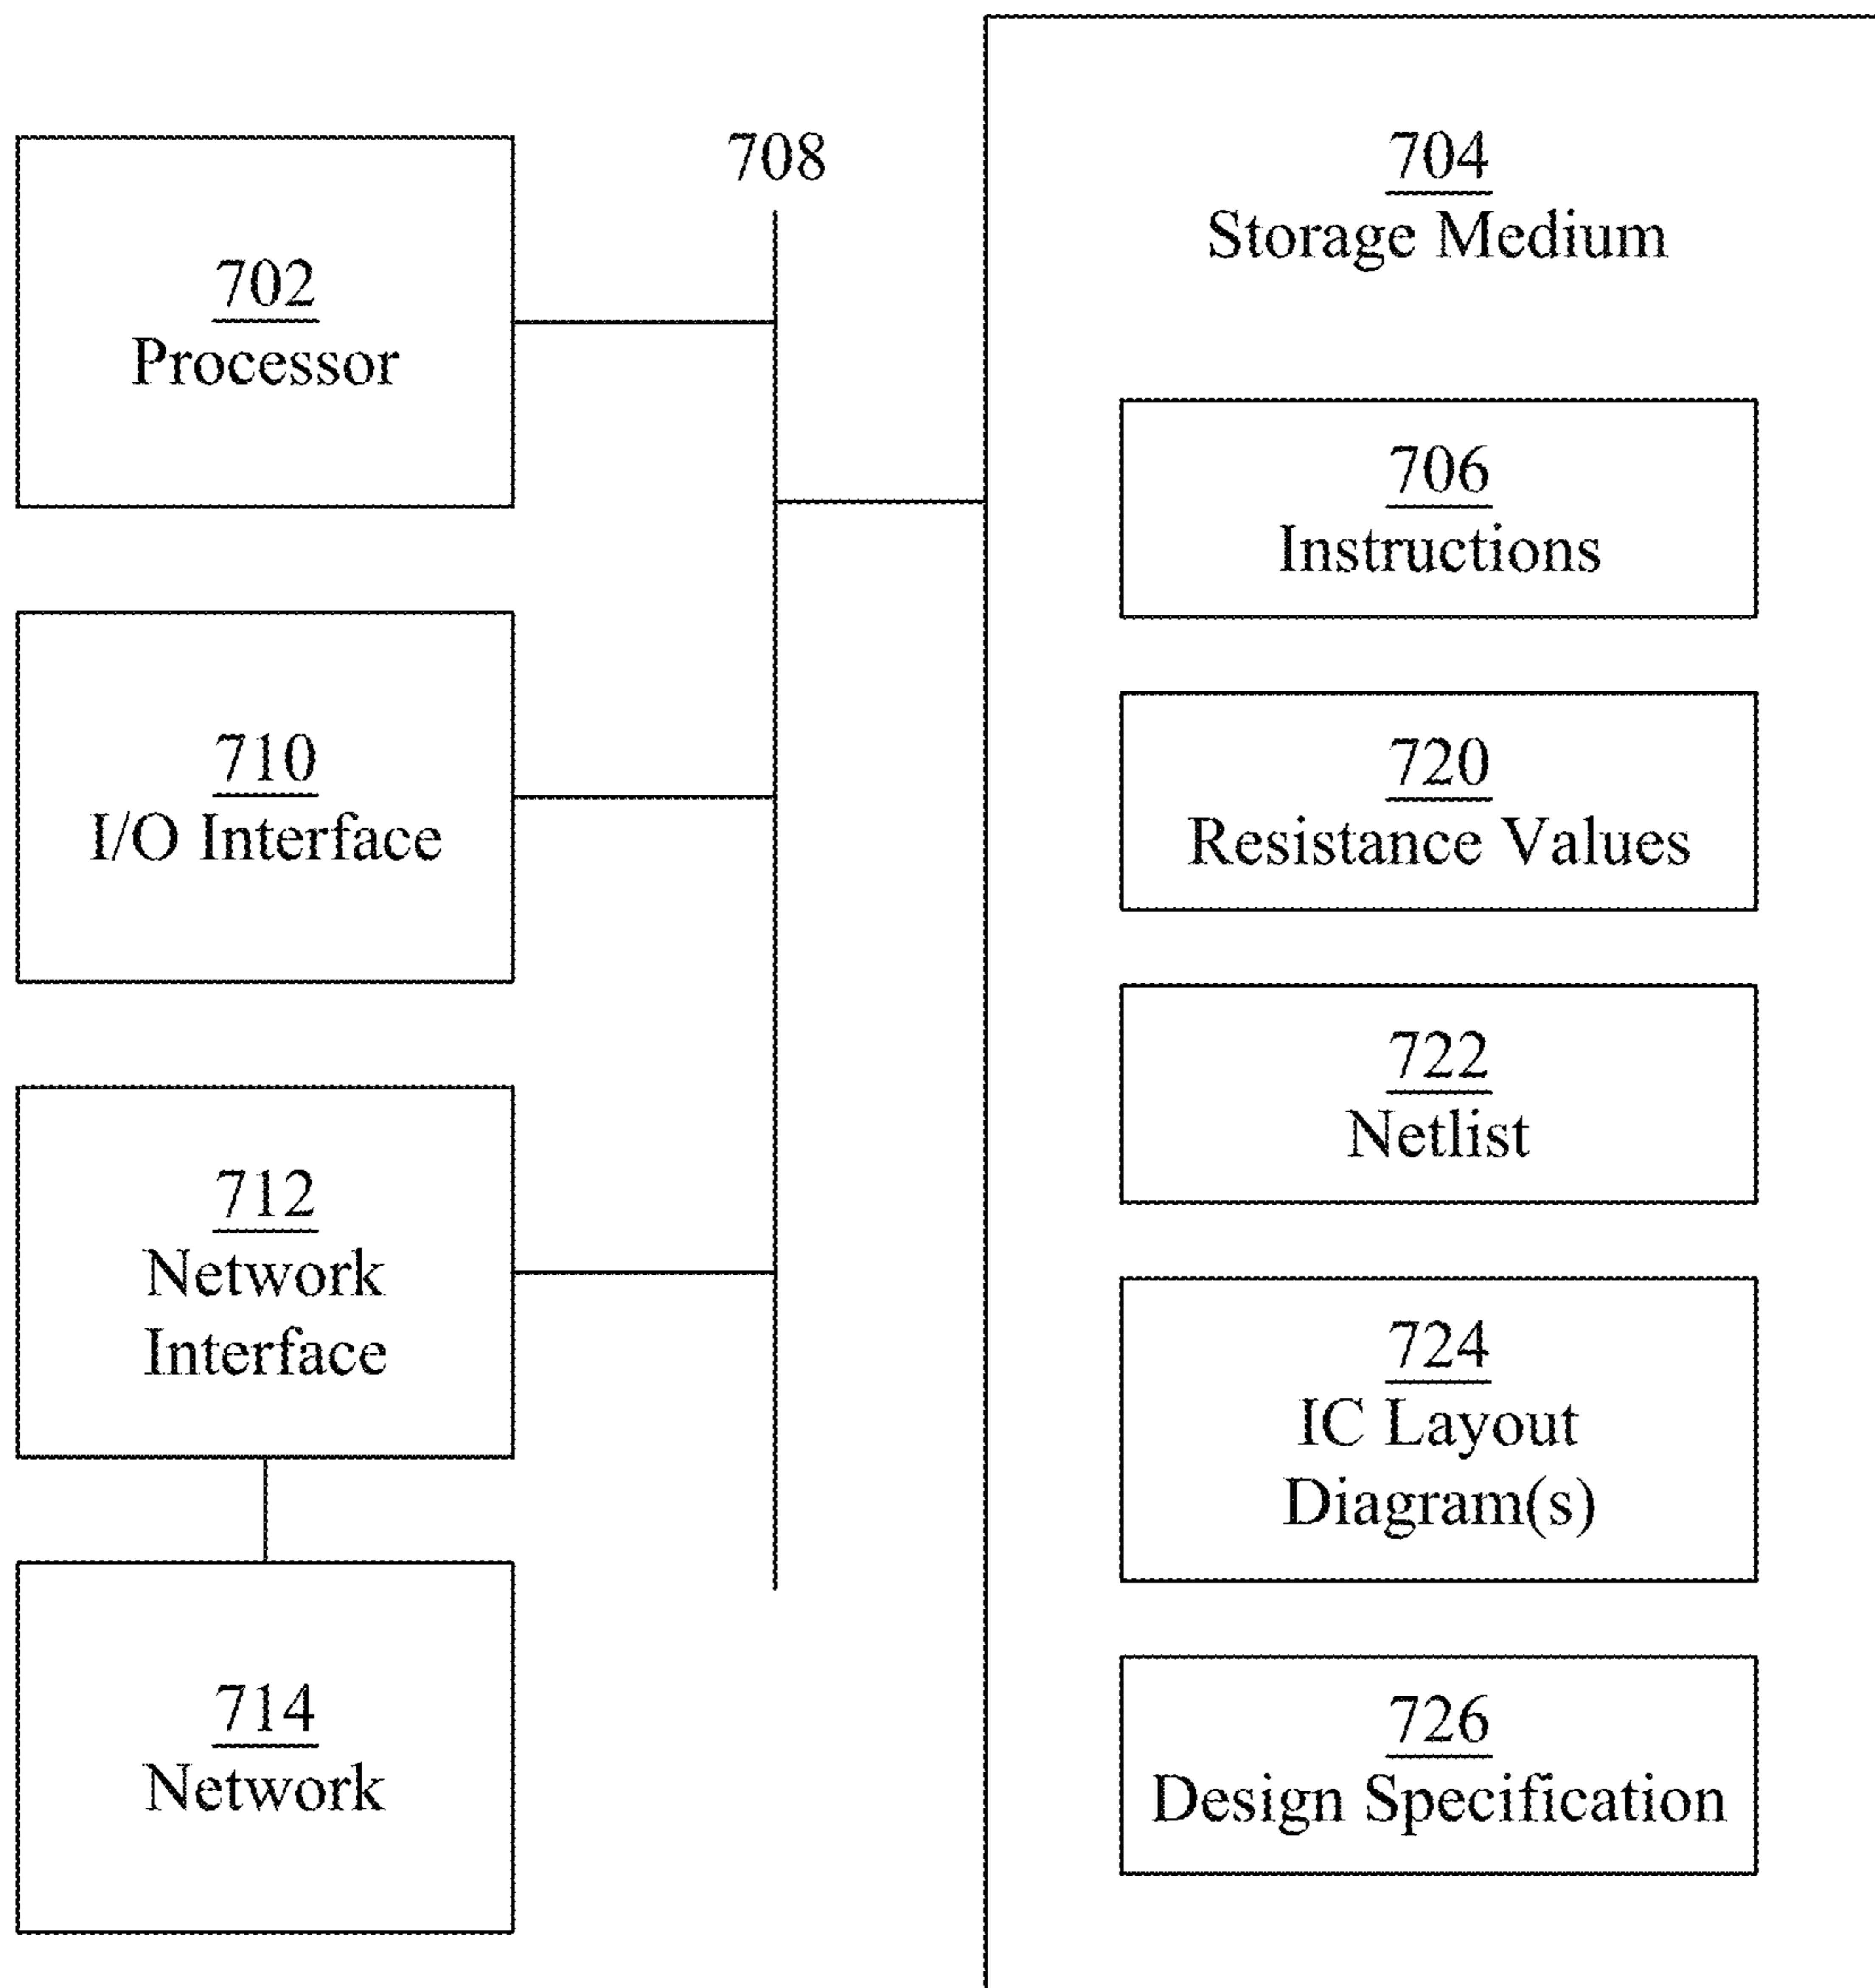 702
Processor
710
I/O Interface
712
Network
Interface
714
Network
708
704
Storage Medium
706
Instructions
720
Resistance Values
722
Netlist
724
IC Layout
Diagram(s)
726
Design Specification